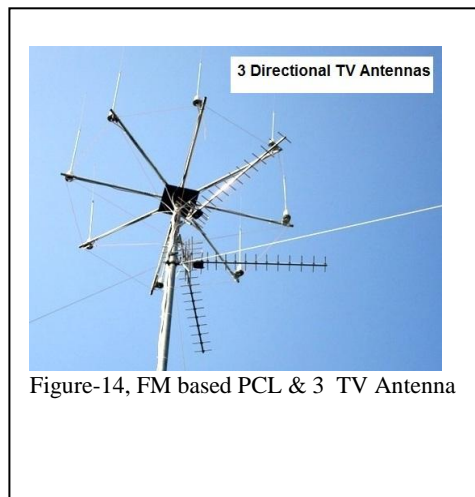 3 Directional TV Antennas
Figure-14, FM based PCL & 3 TV Antenna